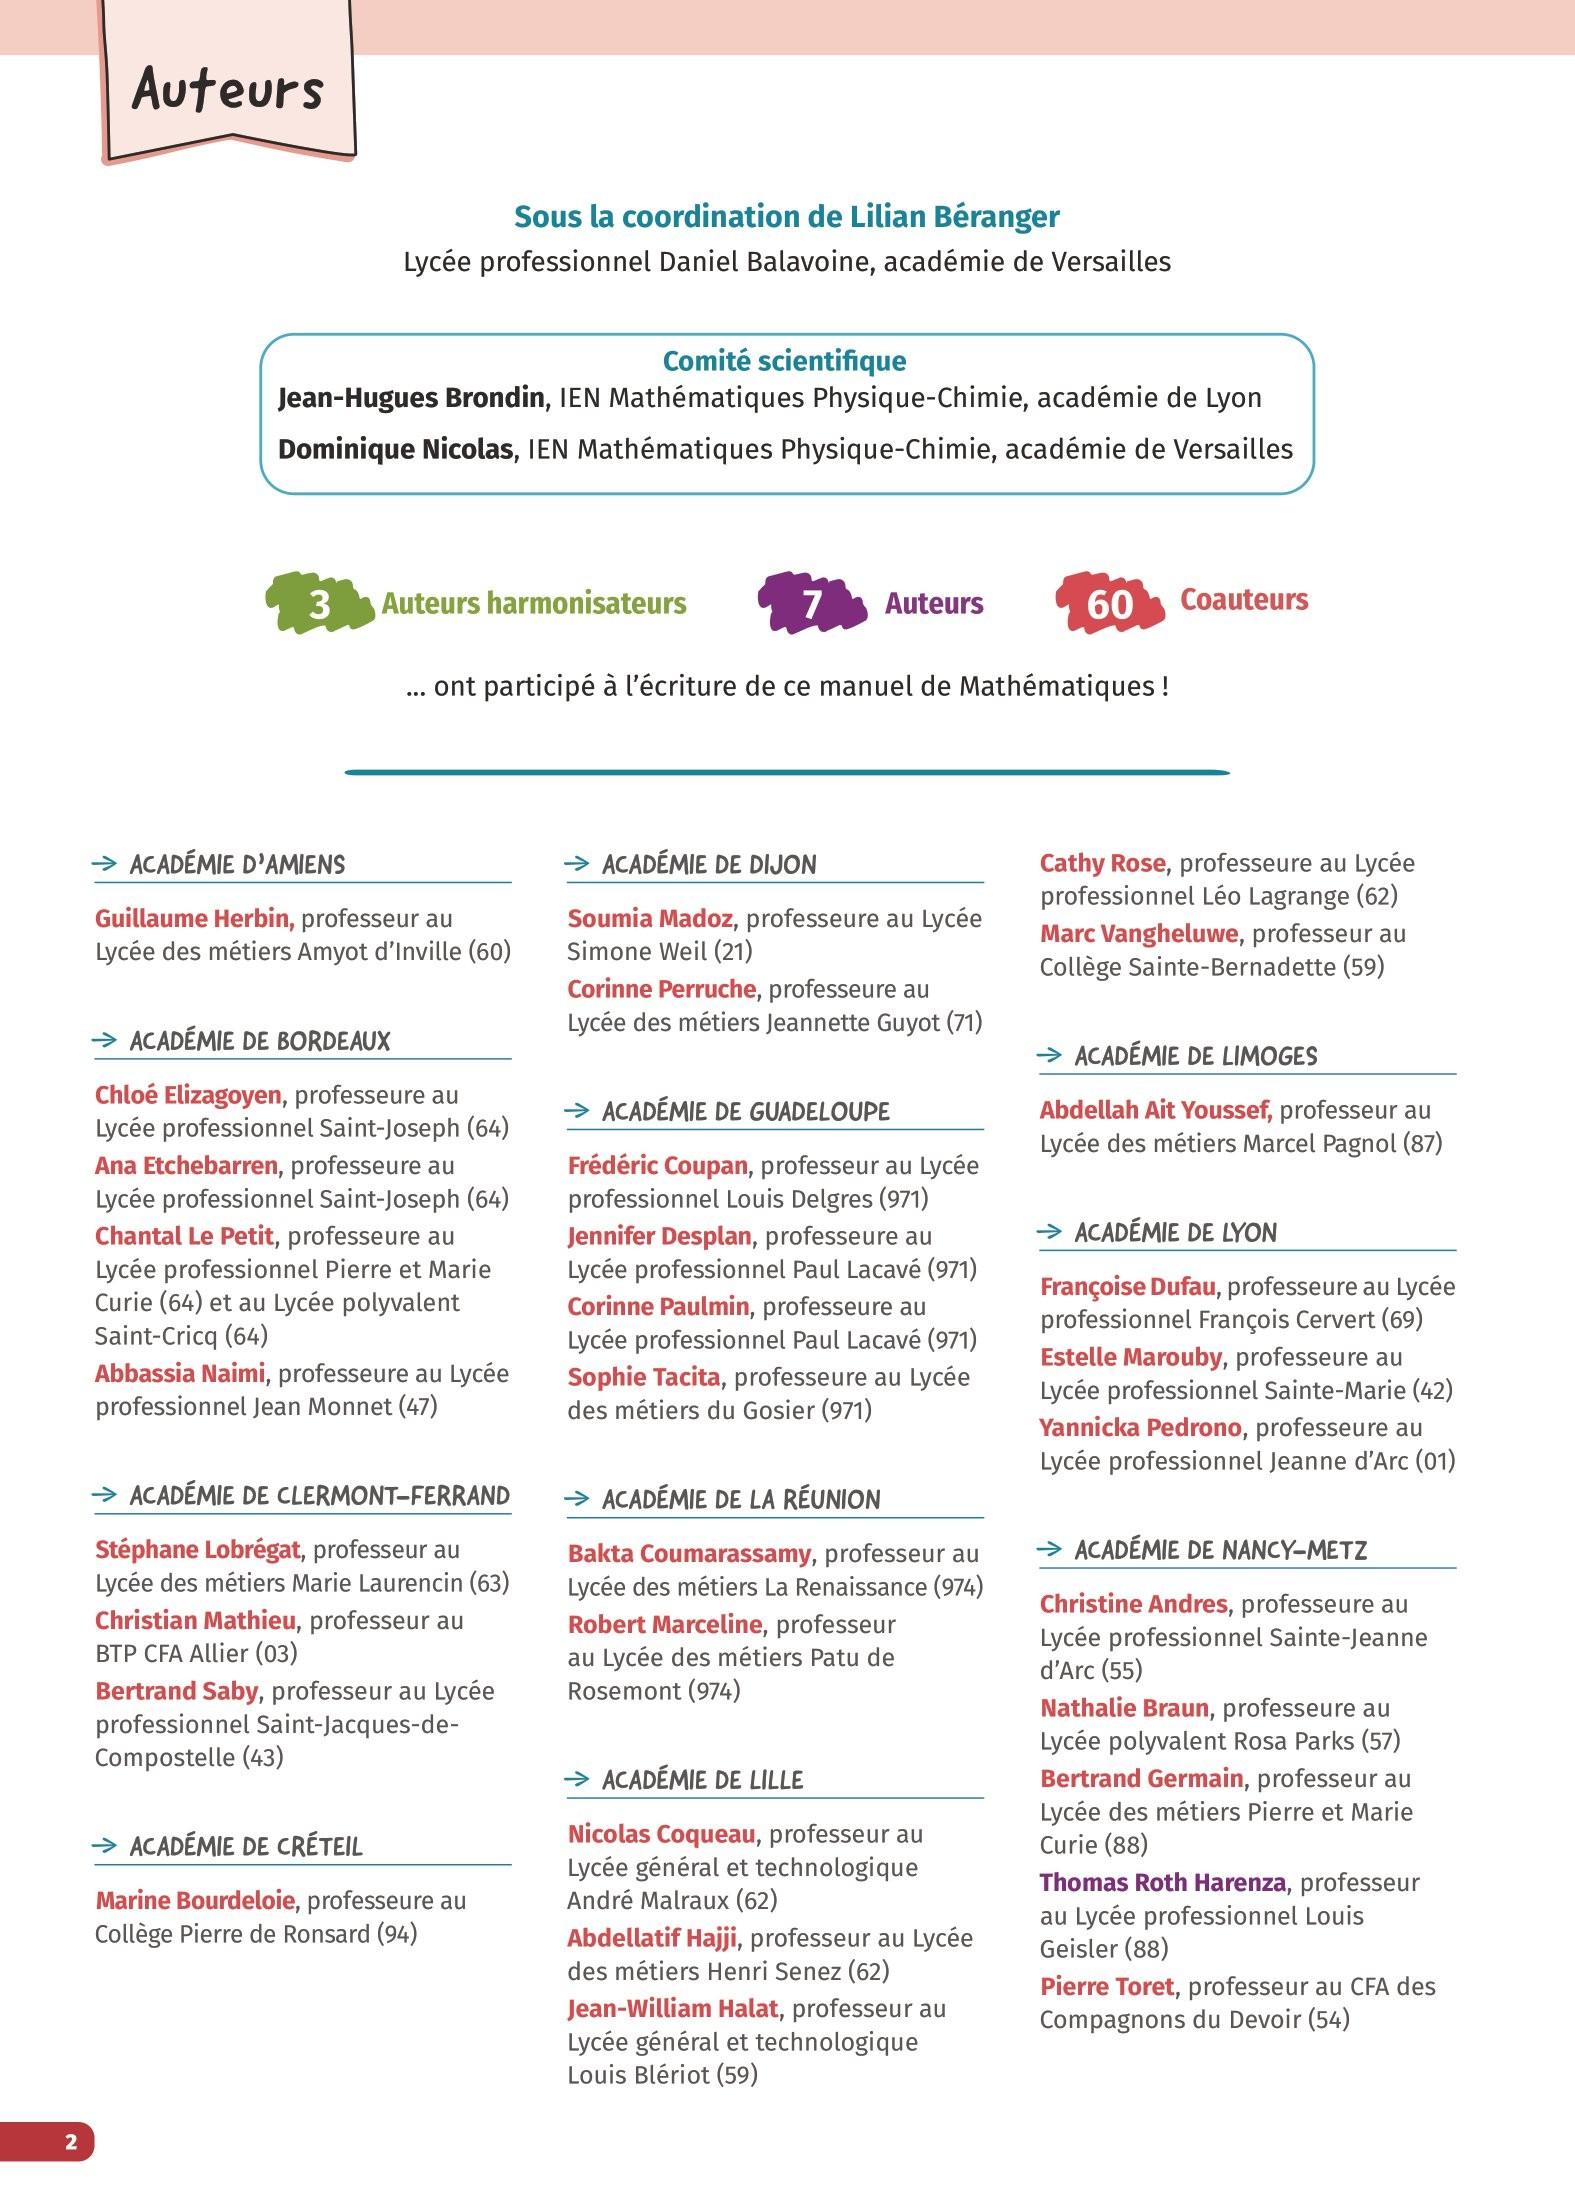 Auteurs
Sous la coordination de Lilian Béranger
Lycée professionnel Daniel Balavoine, académie de Versailles
Comité scientifique
Jean-Hugues Brondin, IEN Mathématiques Physique-Chimie, académie de Lyon
Dominique Nicolas, IEN Mathématiques Physique-Chimie, académie de Versailles
3 Auteurs harmonisateurs 7 Auteurs 60 Coauteurs
... ont participé à l’écriture de ce manuel de Mathématiques !
→ ACADÉMIE D’AMIENS
Guillaume Herbin, professeur au
Lycée des métiers Amyot d’Inville (60)
→ ACADÉMIE DE BORDEAUX
Chloé Elizagoyen, professeure au
Lycée professionnel Saint-Joseph (64)
Ana Etchebarren, professeure au
Lycée professionnel Saint-Joseph (64)
Chantal Le Petit, professeure au
Lycée professionnel Pierre et Marie
Curie (64) et au Lycée polyvalent
Saint-Cricq (64)
Abbassia Naimi, professeure au Lycée
professionnel Jean Monnet (47)
→ ACADÉMIE DE CLERMONT-FERRAND
Stéphane Lobrégat, professeur au
Lycée des métiers Marie Laurencin (63)
Christian Mathieu, professeur au
BTP CFA Allier (03)
Bertrand Saby, professeur au Lycée
professionnel Saint-Jacques-de-
Compostelle (43)
→ ACADÉMIE DE CRÉTEIL
Marine Bourdeloie, professeure au
Collège Pierre de Ronsard (94)
→ ACADÉMIE DE DIJON
Soumia Madoz, professeure au Lycée
Simone Weil (21)
Corinne Perruche, professeure au
Lycée des métiers Jeannette Guyot (71)
→ ACADÉMIE DE GUADELOUPE
Frédéric Coupan, professeur au Lycée
professionnel Louis Delgres (971)
Jennifer Desplan, professeure au
Lycée professionnel Paul Lacavé (971)
Corinne Paulmin, professeure au
Lycée professionnel Paul Lacavé (971)
Sophie Tacita, professeure au Lycée
des métiers du Gosier (971)
→ ACADÉMIE DE LA RÉUNION
Bakta Coumarassamy, professeur au
Lycée des métiers La Renaissance (974)
Robert Marceline, professeur
au Lycée des métiers Patu de
Rosemont (974)
→ ACADÉMIE DE LILLE
Nicolas Coqueau, professeur au
Lycée général et technologique
André Malraux (62)
Abdellatif Hajji, professeur au Lycée
des métiers Henri Senez (62)
Jean-William Halat, professeur au
Lycée général et technologique
Louis Blériot (59)
Cathy Rose, professeure au Lycée
professionnel Léo Lagrange (62)
Marc Vangheluwe, professeur au
Collège Sainte-Bernadette (59)
→ ACADÉMIE DE LIMOGES
Abdellah Ait Youssef, professeur au
Lycée des métiers Marcel Pagnol (87)
→ ACADÉMIE DE LYON
Françoise Dufau, professeure au Lycée
professionnel François Cervert (69)
Estelle Marouby, professeure au
Lycée professionnel Sainte-Marie (42)
Yannicka Pedrono, professeure au
Lycée professionnel Jeanne d’Arc (01)
→ ACADÉMIE DE NANCY-METZ
Christine Andres, professeure au
Lycée professionnel Sainte-Jeanne
d’Arc (55)
Nathalie Braun, professeure au
Lycée polyvalent Rosa Parks (57)
Bertrand Germain, professeur au
Lycée des métiers Pierre et Marie
Curie (88)
Thomas Roth Harenza, professeur
au Lycée professionnel Louis
Geisler (88)
Pierre Toret, professeur au CFA des
Compagnons du Devoir (54)
2